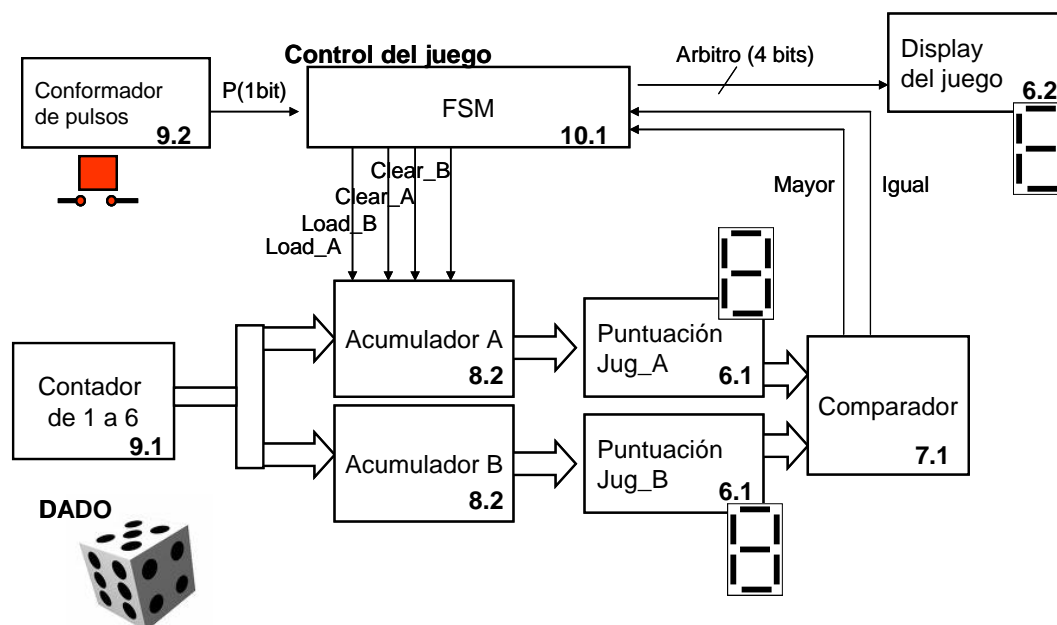 Control del juego
Conformador
de pulsos
9.2
P(1bit)
FSM
10.1
Arbitro (4 bits)
Display
del juego
6.2
Clear_B
Clear_A
Load_B
Load_A
Mayor
Igual
Contador
de 1 a 6
9.1
Acumulador A
8.2
Acumulador B
8.2
Puntuación
Jug_A
6.1
Puntuación
Jug_B
6.1
Comparador
7.1
DADO